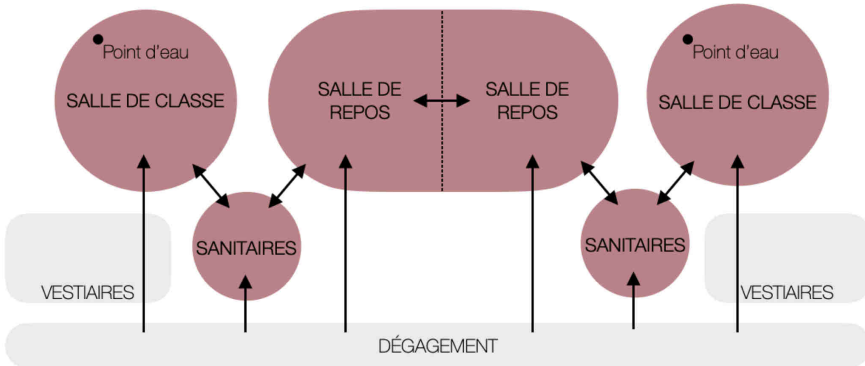 Point d'eau
SALLE DE CLASSE
SALLE DE
REPOS
SALLE DE
REPOS
Point d'eau
SALLE DE CLASSE
SANITAIRES
SANITAIRES
VESTIAIRES
VESTIAIRES
DÉGAGEMENT